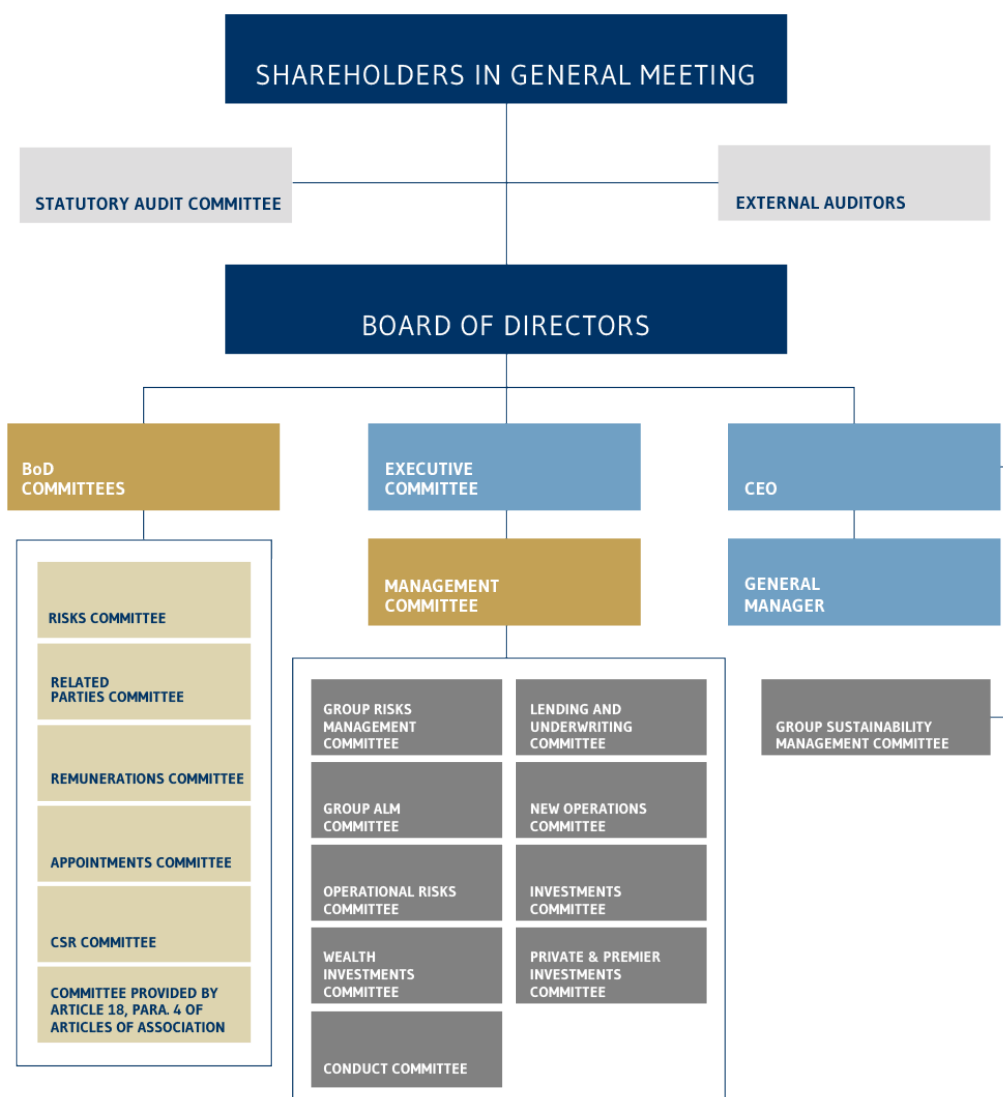 SHAREHOLDERS IN GENERAL MEETING
STATUTORY AUDIT COMMITTEE
EXTERNAL AUDITORS
BOARD OF DIRECTORS
BoD
COMMITTEES
EXECUTIVE
COMMITTEE
CEO
MANAGEMENT
COMMITTEE
GENERAL
MANAGER
RISKS COMMITTEE
RELATED
PARTIES COMMITTEE
REMUNERATIONS COMMITTEE
APPOINTMENTS COMMITTEE
CSR COMMITTEE
COMMITTEE PROVIDED BY
ARTICLE 18, PARA. 4 OF
ARTICLES OF ASSOCIATION
GROUP RISKS
MANAGEMENT
COMMITTEE
LENDING AND
UNDERWRITING
COMMITTEE
GROUP ALM
COMMITTEE
NEW OPERATIONS
COMMITTEE
OPERATIONAL RISKS
COMMITTEE
INVESTMENTS
COMMITTEE
WEALTH
INVESTMENTS
COMMITTEE
PRIVATE & PREMIER
INVESTMENTS
COMMITTEE
CONDUCT COMMITTEE
GROUP SUSTAINABILITY
MANAGEMENT COMMITTEE